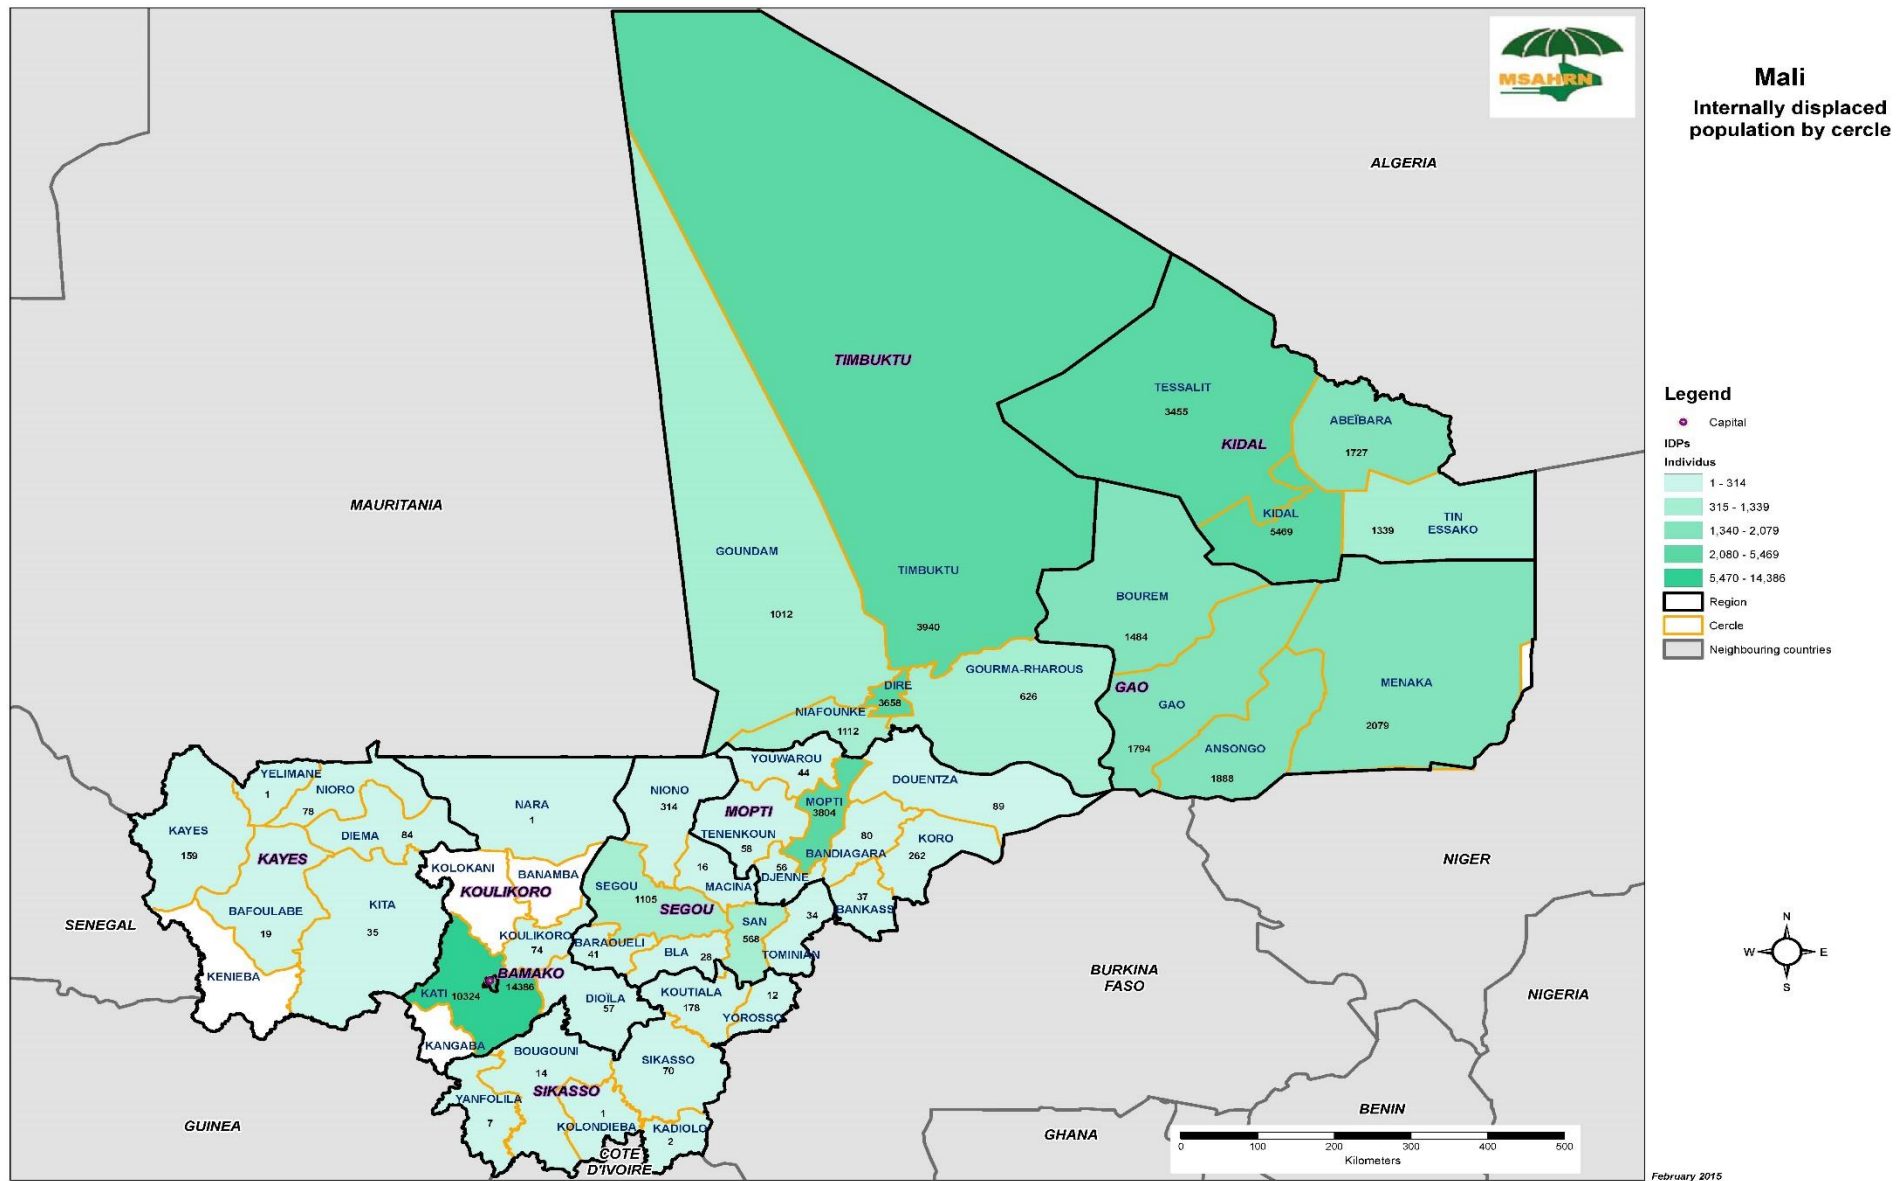 MSAHRN
Mali
Internally displaced
population by cercle
ALGERIA
TIMBUKTU
TESSALIT
3455
ABEÏBARA
1727
KIDAL
MAURITANIA
KIDAL
5469
TIN
ESSAKO
1339
GOUNDAM
1012
TIMBUKTU
3940
BOUREM
1484
GOURMA-RHAROUS
626
DIRE
3658
NIAFOUNKE
1112
GAO
GAO
1794
MENAKA
2079
ANSONGO
1888
YOUWAROU
44
DOUENTZA
89
YELIMANE
1
NIORO
78
NARA
1
NIONO
314
MOPTI
MOPTI
3804
KAYES
159
DIEMA
84
KAYES
TENENKOUN
58
80
BANDIAGARA
KORO
262
KOLOKANI
BANAMBA
KOULIKORO
SEGOU
1105
16
MACINA
56
DJENNE
37
BANKASS
SEGOU
SENEGAL
BAFOULABE
19
KITA
35
KOULIKORO
74
BARAOUELI
41
BLA
28
SAN
568
34
TOMINIAN
KENIEBA
BAMAKO
14386
KATI
10324
DIOÏLA
57
KOUTIALA
178
12
YOROSSO
KANGABA
BOUGOUNI
14
SIKASSO
70
SIKASSO
YANFOLILA
7
1
KOLONDIEBA
KADIOLO
2
NIGER
BURKINA
FASO
NIGERIA
BENIN
GHANA
GUINEA
COTE
D'IVOIRE
0 100 200 300 400 500
Kilometers
Legend
Capital
IDPs
Individus
1 - 314
315 - 1,339
1,340 - 2,079
2,080 - 5,469
5,470 - 14,386
Region
Cercle
Neighbouring countries
N
W E
S
February 2015